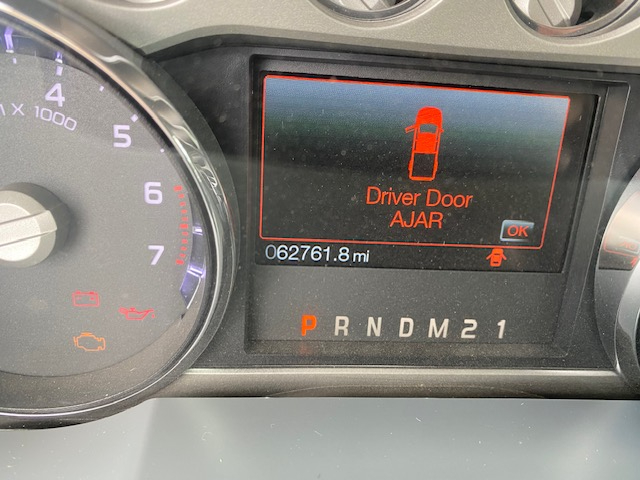 4
M X 1000
5
6
7
Driver Door
AJAR
OK
062761.8 mi
P R N D M 2 1